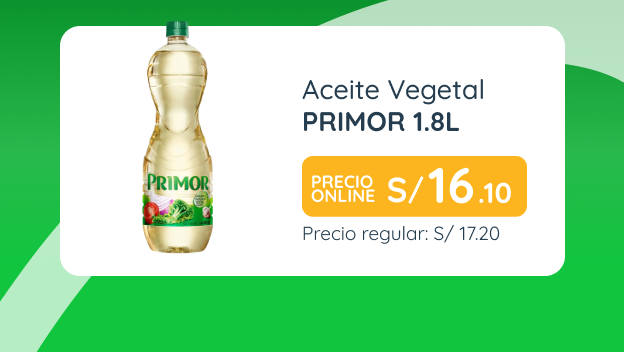 PRIMOR
Aceite Vegetal
PRIMOR 1.8L
PRECIO
ONLINE S/16.10
Precio regular: S/ 17.20